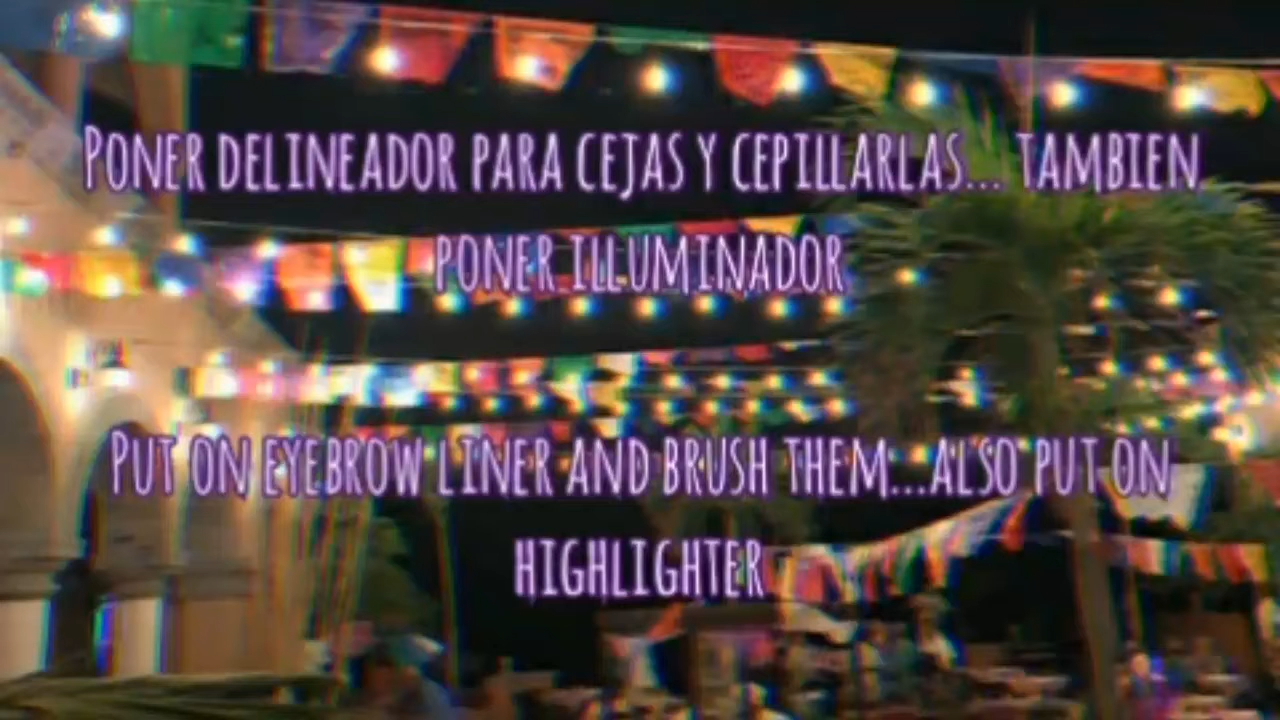 Poner delineador para cejas y cepillarlas... tambien
poner illuminador
Put on eyebrow liner and brush them...also put on
highlighter